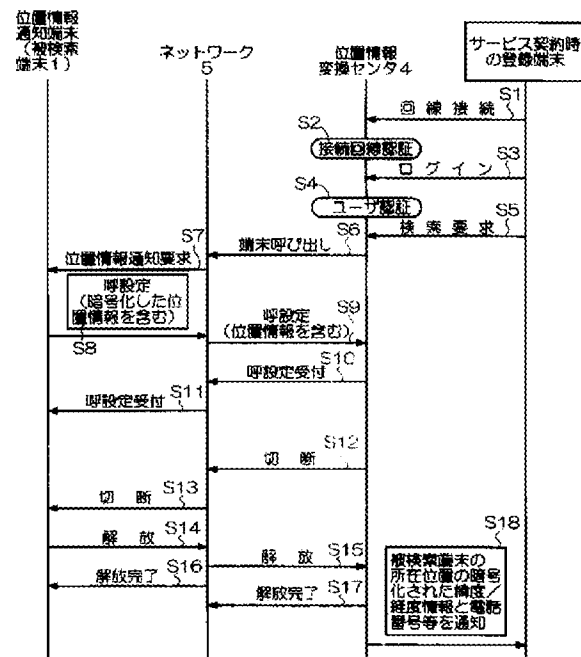 位置情報
通知端末
(被検索
端末1)
ネットワーク
5
位置情報
変換センタ4
サービス契約時
の登録端末
S1
回線接続
S2
接続回線認証
S3
ログイン
S4
ユーザ認証
S5
検索要求
S6
端末呼び出し
S7
位置情報通知要求
呼設定
(暗号化した位
置情報を含む)
S8
S9
呼設定
(位置情報を含む)
S10
呼設定受付
S11
呼設定受付
S12
切断
S13
切断
S14
解放
S15
解放
S16
解放完了
S17
解放完了
S18
被検索端末の
所在位置の暗号
化された緯度/
経度情報と電話
番号等を通知